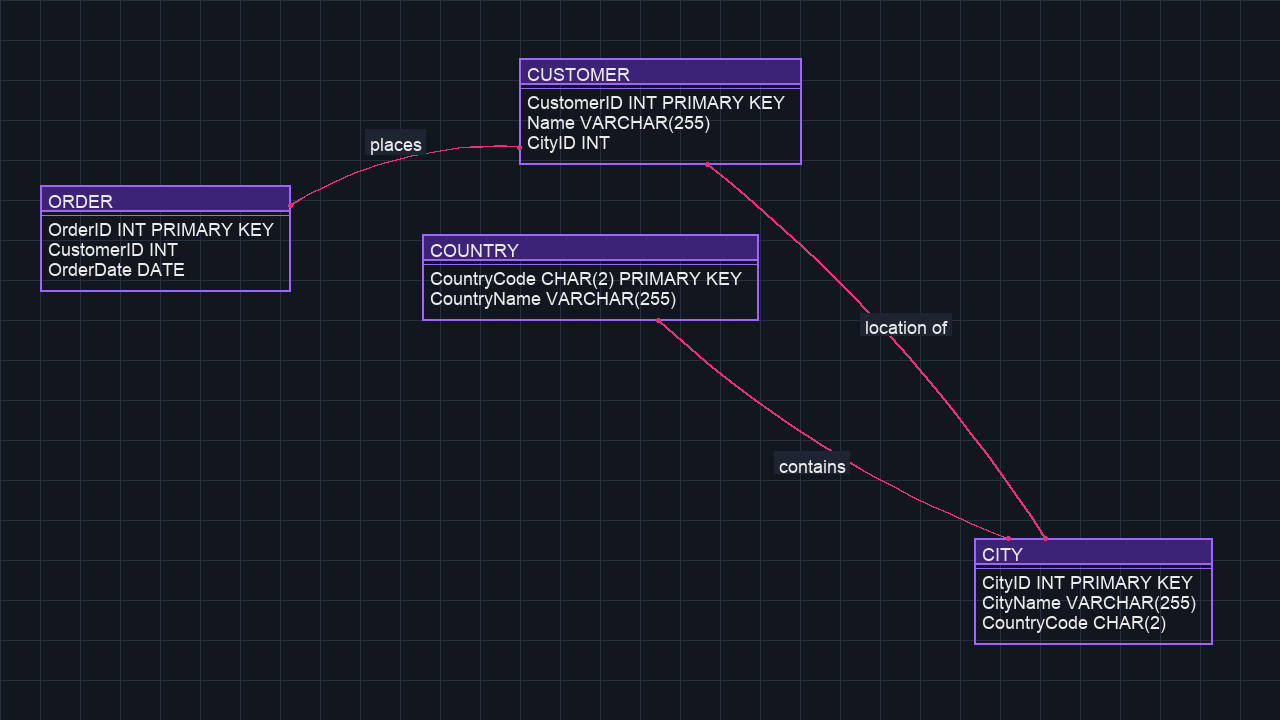 CUSTOMER
CustomerID INT PRIMARY KEY
Name VARCHAR(255)
CityID INT
places
ORDER
OrderID INT PRIMARY KEY
CustomerID INT
OrderDate DATE
COUNTRY
CountryCode CHAR(2) PRIMARY KEY
CountryName VARCHAR(255)
location of
contains
CITY
CityID INT PRIMARY KEY
CityName VARCHAR(255)
CountryCode CHAR(2)